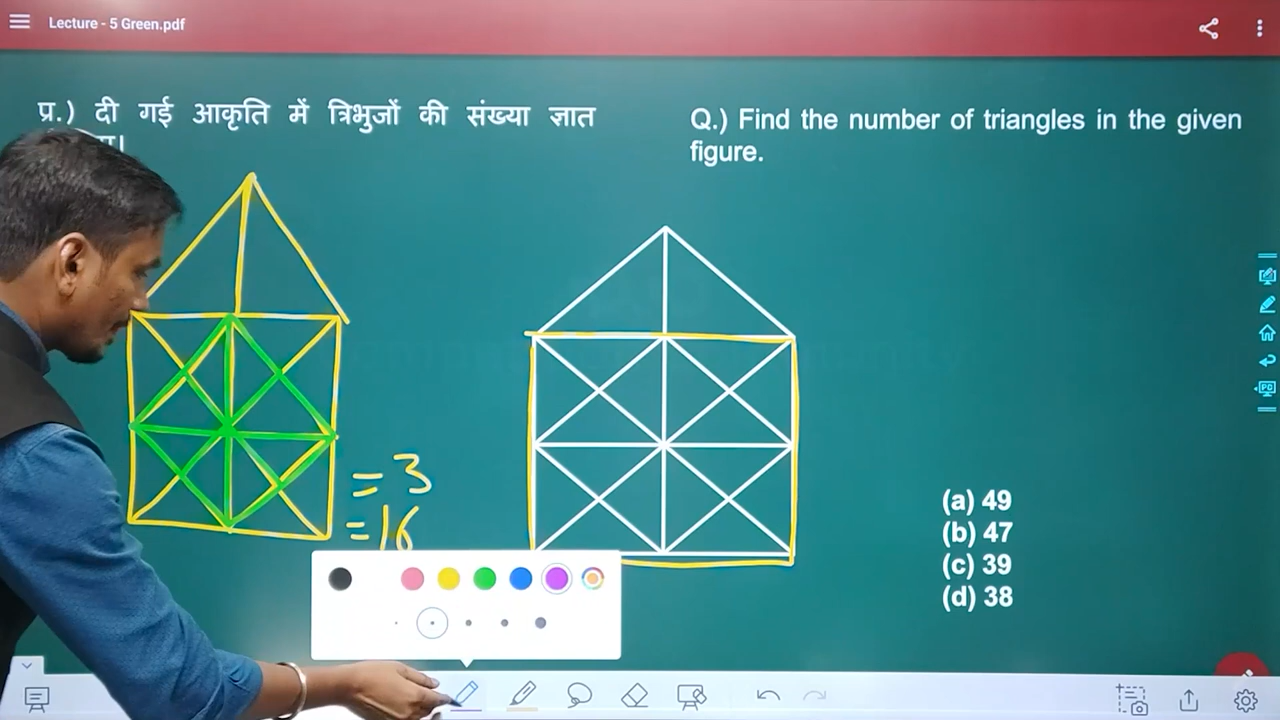 Lecture - 5 Green.pdf
प्र.) दी गई आकृति में त्रिभुजों की संख्या ज्ञात
Q.) Find the number of triangles in the given
figure.
= 3
= 16
(a) 49
(b) 47
(c) 39
(d) 38